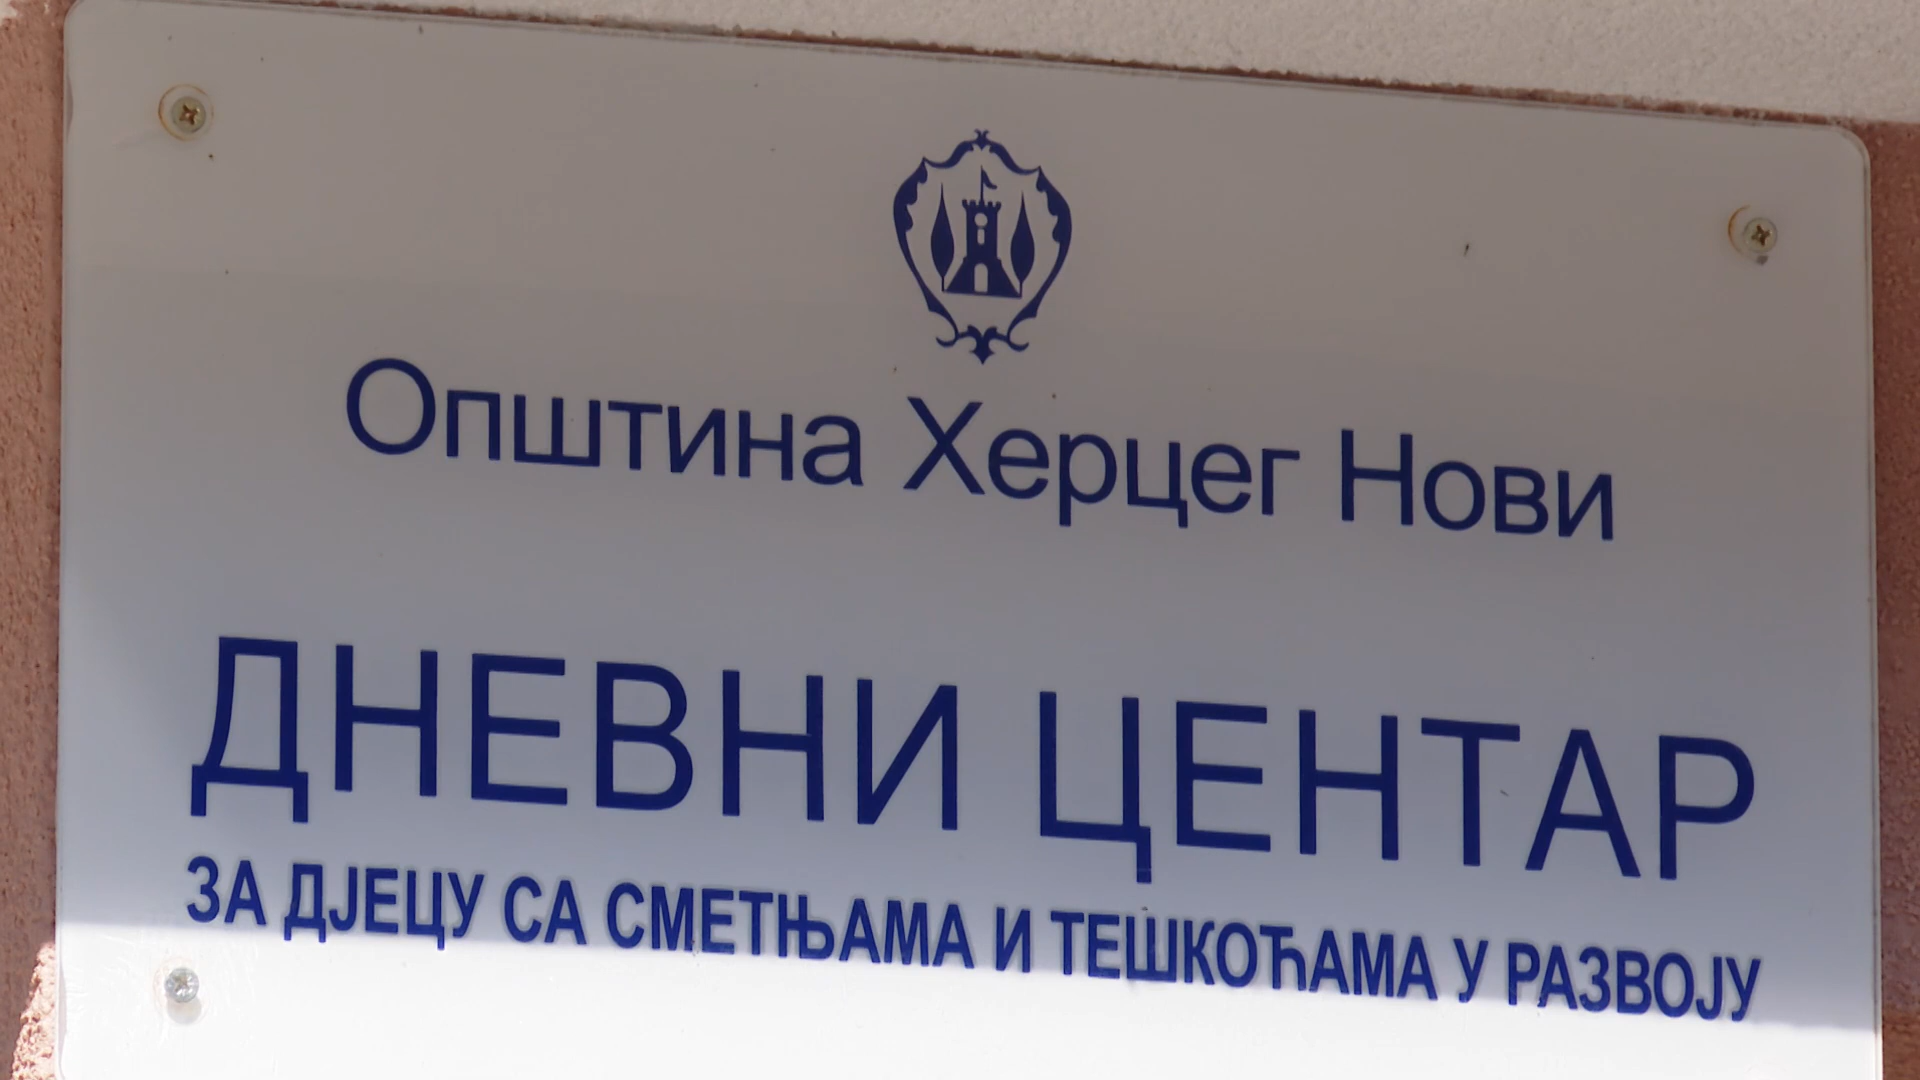 Општина Херцег Нови
ДНЕВНИ ЦЕНТАР
ЗА ДЈЕЦУ СА СМЕТЊАМА И ТЕШКОЋАМА У РАЗВОЈУ